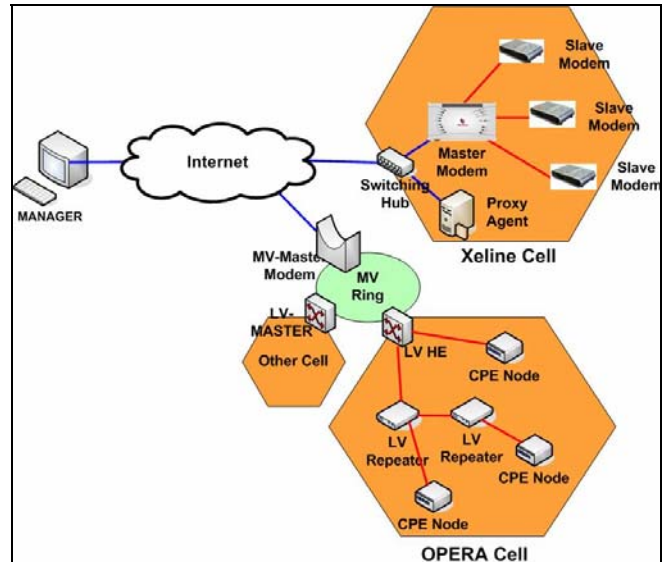 Slave
Modem
Slave
Modem
Slave
Modem
Master
Modem
Internet
Switching
Hub
Proxy
Agent
MANAGER
Xeline Cell
MV-Master
Modem
MV
Ring
LV-
MASTER
LV HE
Other Cell
CPE Node
LV
Repeater
LV
Repeater
CPE Node
CPE Node
OPERA Cell